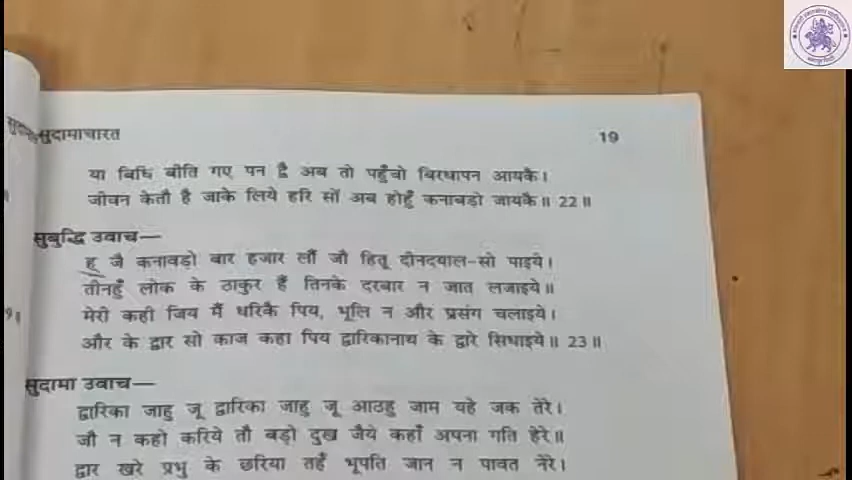 सुदामाचारत
19
या बिधि बीति गए पन द्वै अब तो पहुँचो बिरधापन आयकै।
जीवन केतौ है जाके लिये हरि सों अब होहुँ कनाबड़ो जायकै॥ 22॥
सुबुद्धि उवाच—
हू जै कनावड़ो बार हजार लौं जौ हितू दीनदयाल-सो पाइये।
तीनहुँ लोक के ठाकुर हैं तिनके दरबार न जात लजाइये॥
मेरी कही जिय मैं धरिकै पिय, भूलि न और प्रसंग चलाइये।
और के द्वार सो काज कहा पिय द्वारिकानाथ के द्वारे सिधाइये॥ 23॥
सुदामा उवाच—
द्वारिका जाहु जू द्वारिका जाहु जू आठहु जाम यहे जक तेरे।
जौ न कहो करिये तौ बड़ो दुख जैये कहाँ अपना गति हेरे॥
द्वार खरे प्रभु के छरिया तहँ भूपति जान न पावत नेरे।